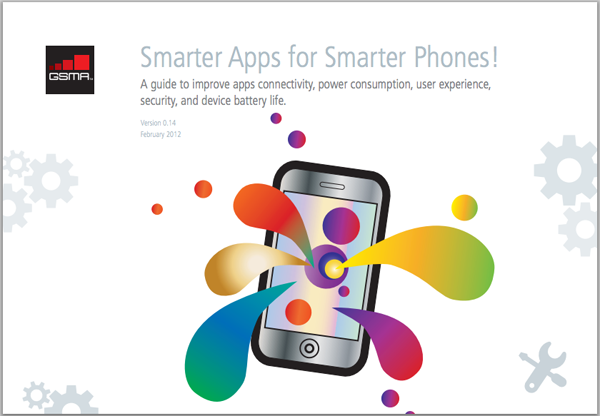 GSMA™
Smarter Apps for Smarter Phones!
A guide to improve apps connectivity, power consumption, user experience,
security, and device battery life.
Version 0.14
February 2012